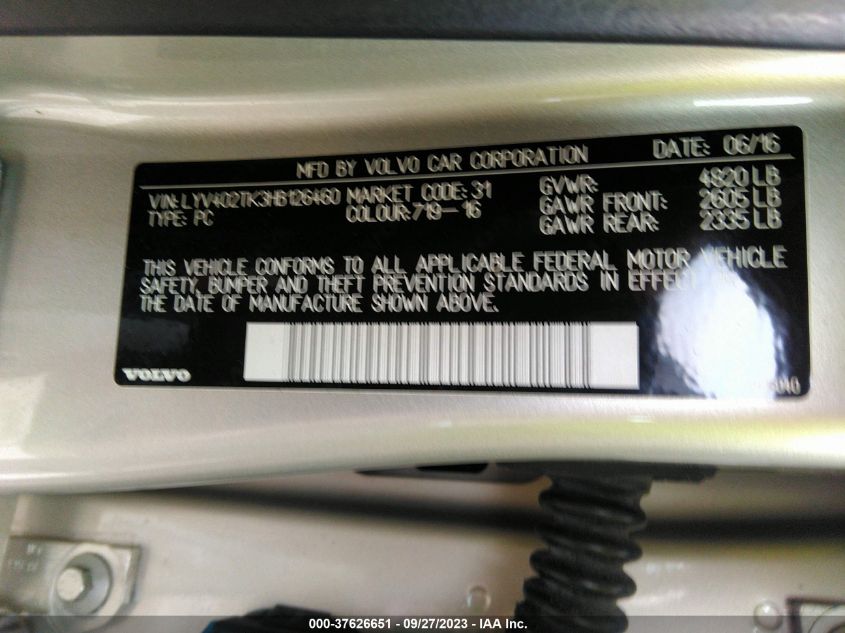 MFD BY VOLVO CAR CORPORATION DATE: 06/16
VIN: LYV402TK3HB126460 MARKET CODE: 31 GVWR: 4820 LB
TYPE: PC COLOUR: 719-16 GAWR FRONT: 2605 LB
GAWR REAR: 2335 LB
THIS VEHICLE CONFORMS TO ALL APPLICABLE FEDERAL MOTOR VEHICLE
SAFETY, BUMPER AND THEFT PREVENTION STANDARDS IN EFFECT
THE DATE OF MANUFACTURE SHOWN ABOVE.
VOLVO
000-37626651 - 09/27/2023 - IAA Inc.